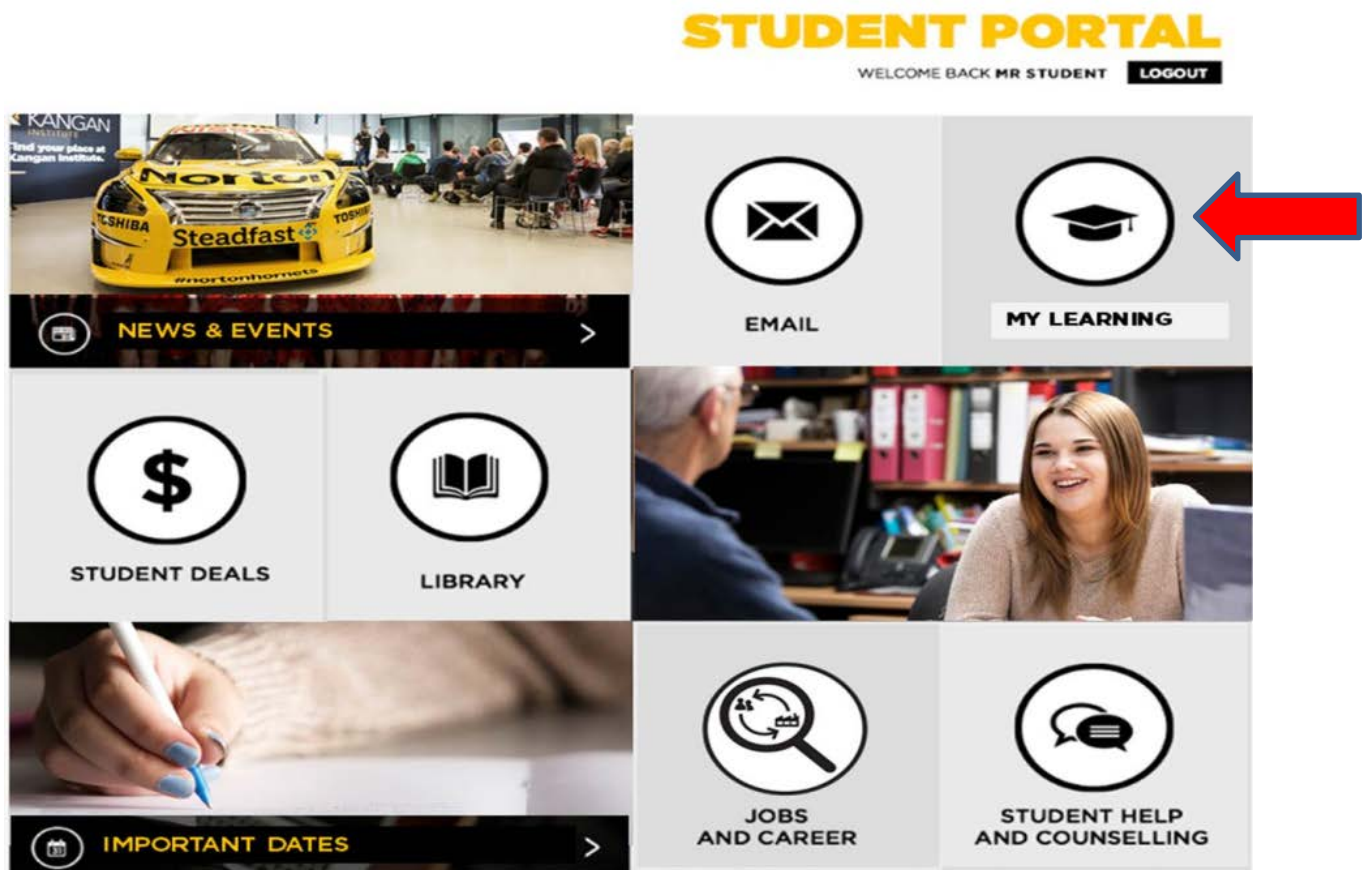 STUDENT PORTAL
WELCOME BACK MR STUDENT LOGOUT
KANGAN
INSTITUTE
Find your place at
Kangan Institute.
Norton
TOSHIBA
TOSHIBA
Steadfast
#nortonhornets
NEWS & EVENTS >
EMAIL
MY LEARNING
$
STUDENT DEALS
LIBRARY
31
IMPORTANT DATES >
JOBS
AND CAREER
STUDENT HELP
AND COUNSELLING